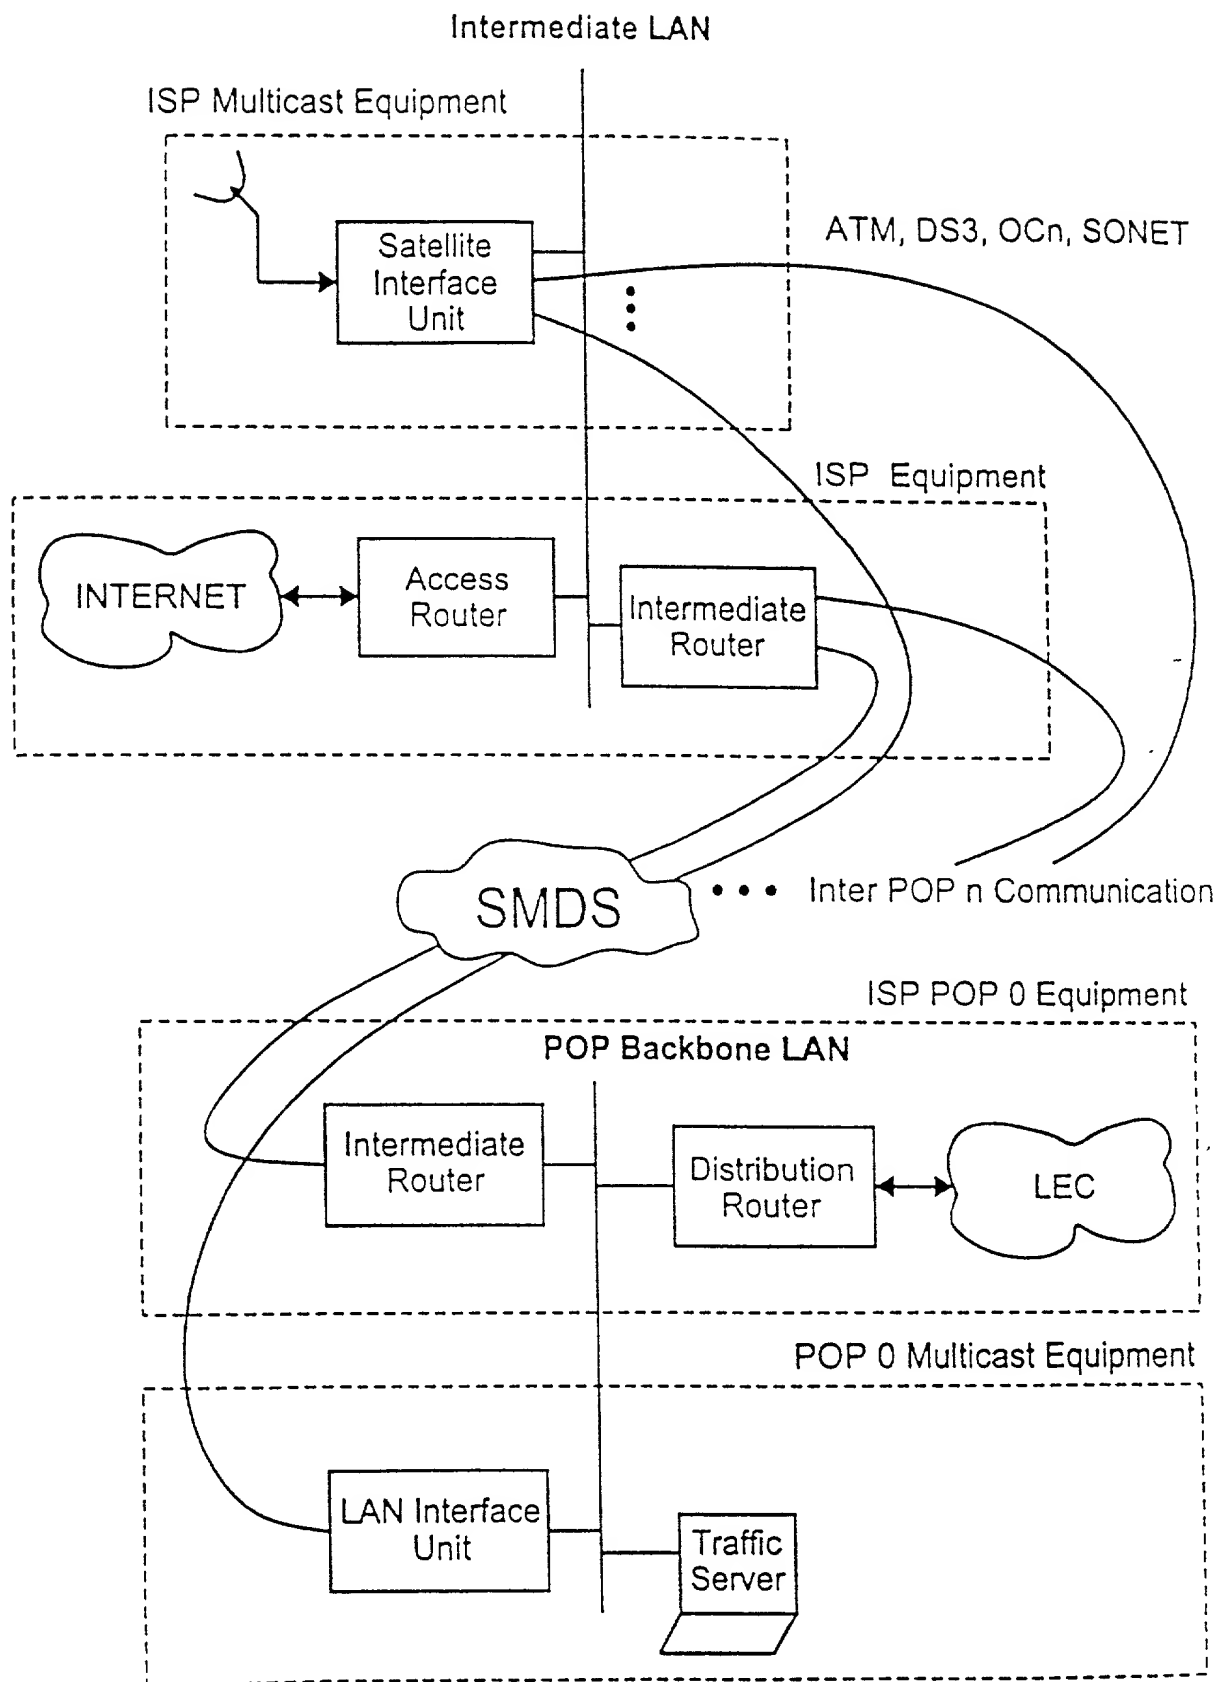 Intermediate LAN
ISP Multicast Equipment
ATM, DS3, OCn, SONET
Satellite
Interface
Unit
ISP Equipment
INTERNET
Access
Router
Intermediate
Router
SMDS
Inter POP n Communication
ISP POP 0 Equipment
POP Backbone LAN
Intermediate
Router
Distribution
Router
LEC
POP 0 Multicast Equipment
LAN Interface
Unit
Traffic
Server